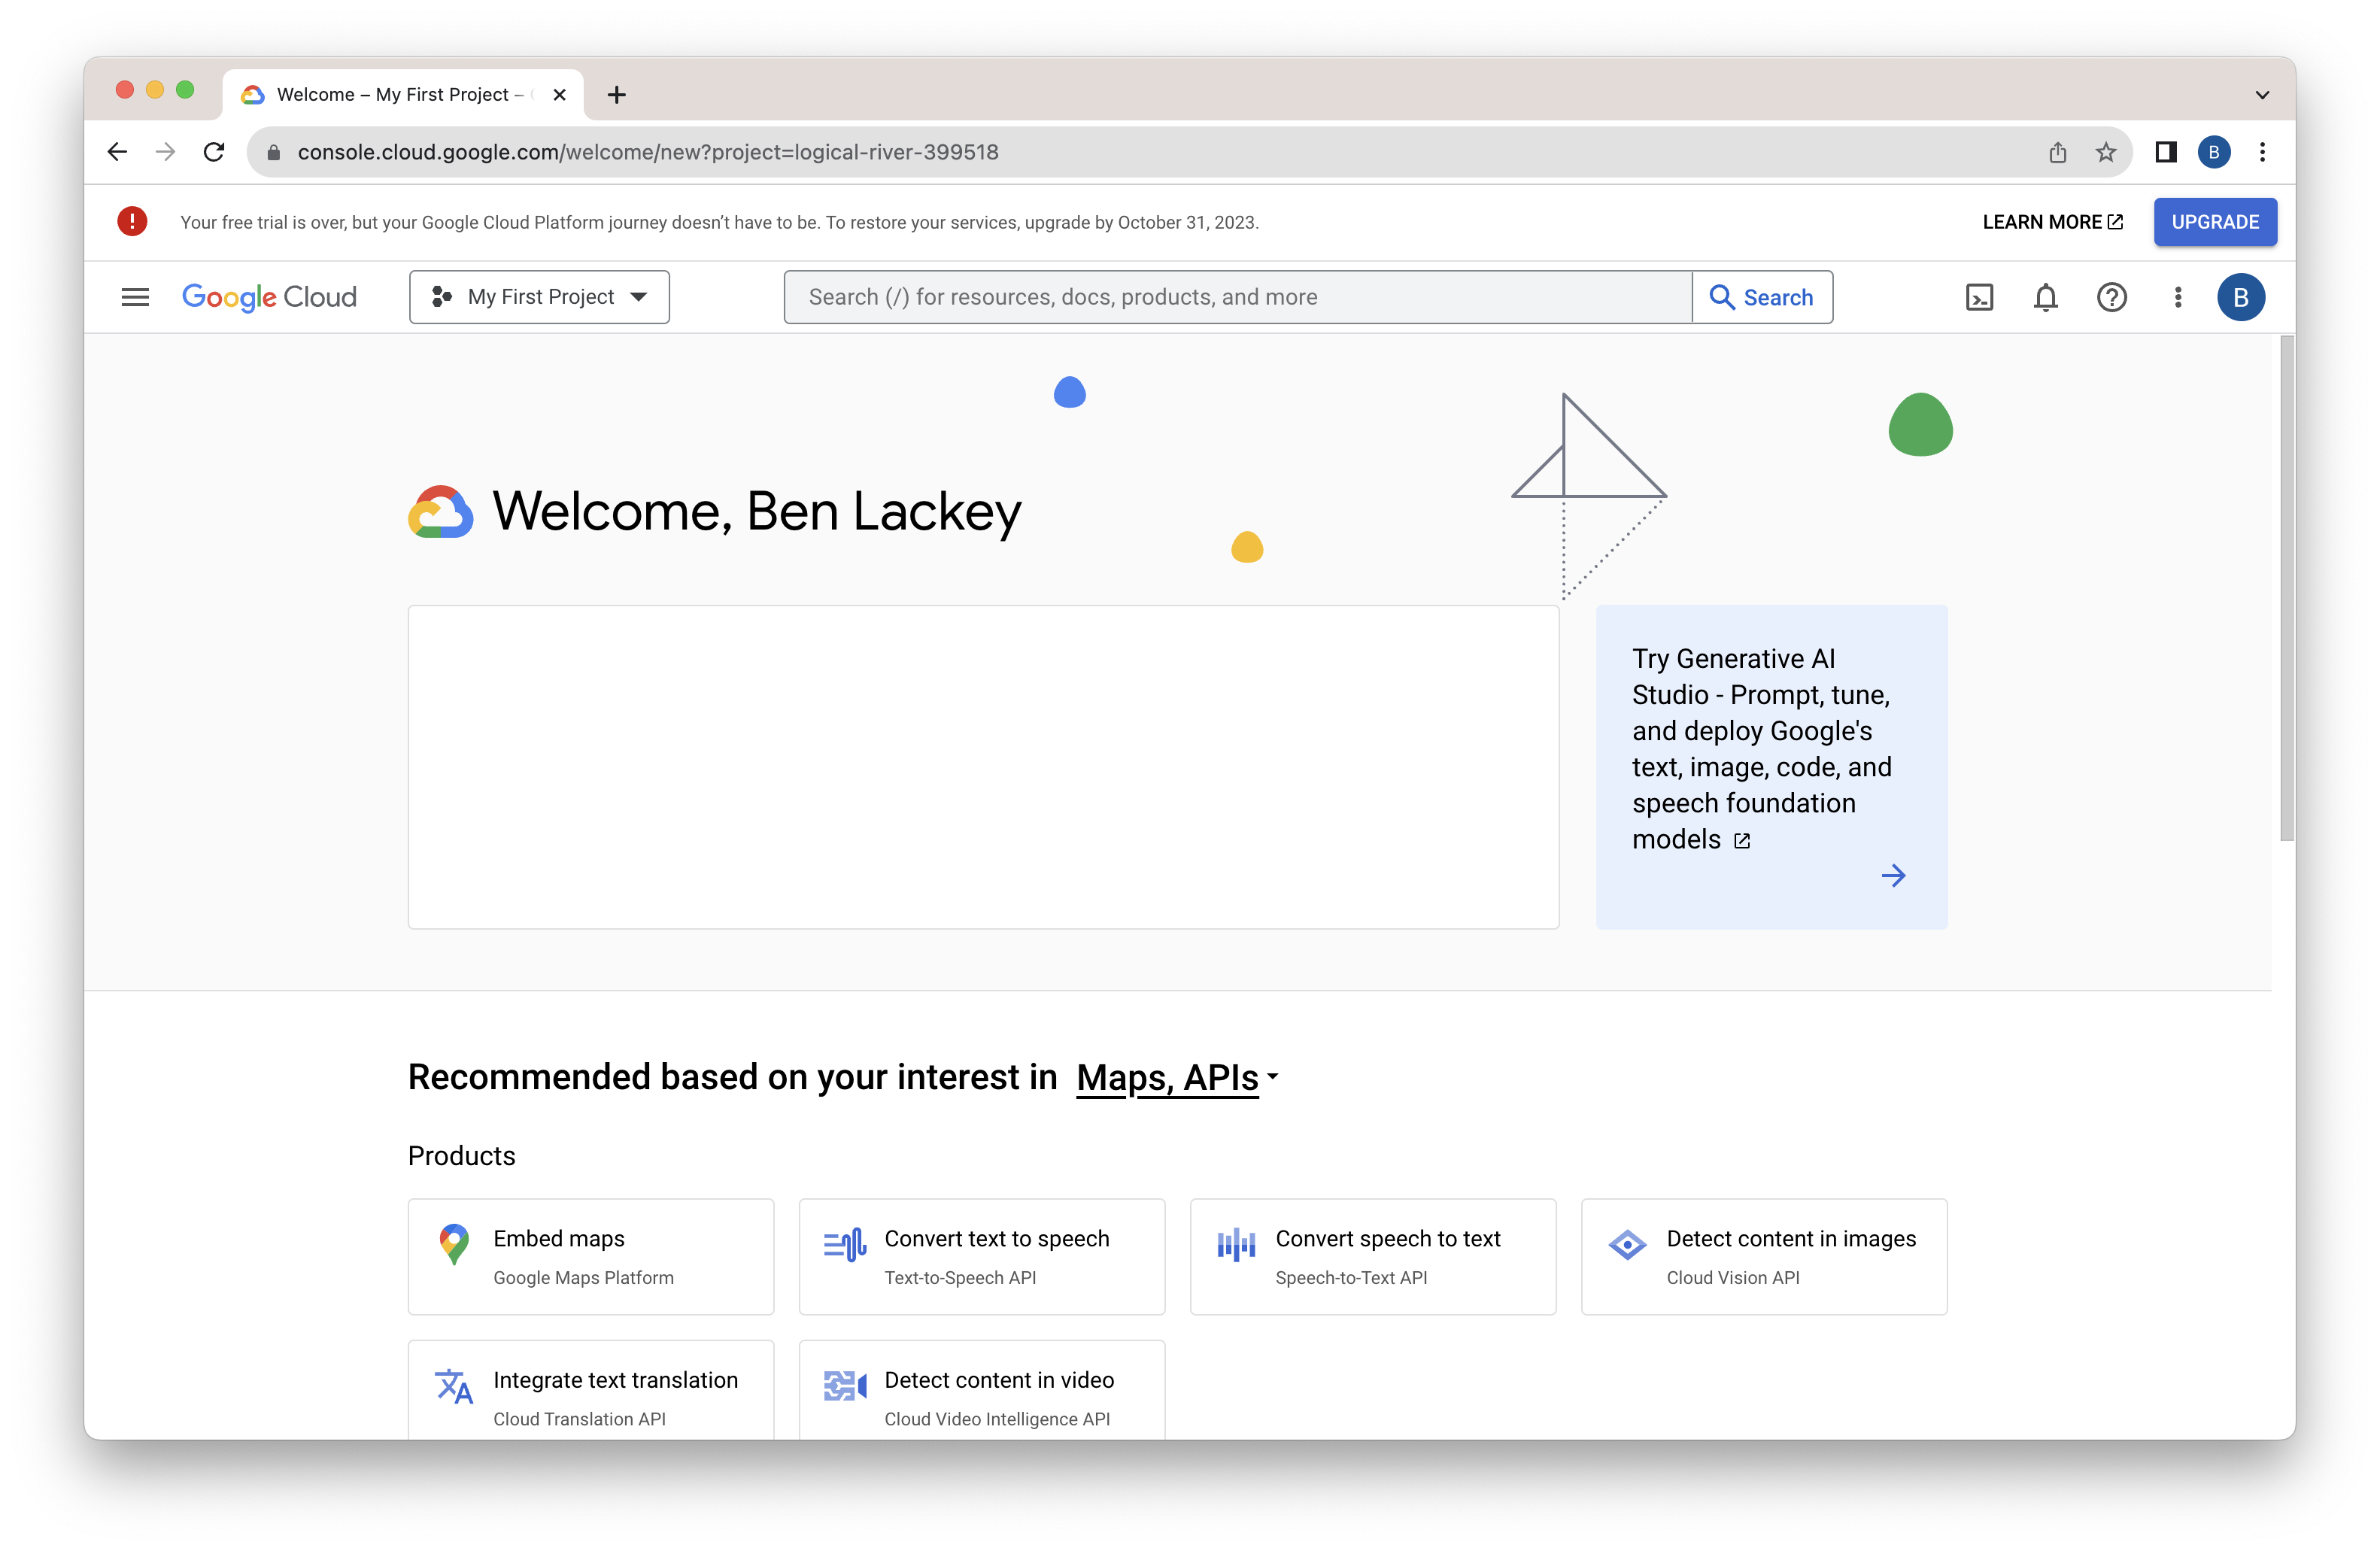 Welcome – My First Project –
console.cloud.google.com/welcome/new?project=logical-river-399518
B
Your free trial is over, but your Google Cloud Platform journey doesn’t have to be. To restore your services, upgrade by October 31, 2023.
LEARN MORE
UPGRADE
Google Cloud
My First Project
Search (/) for resources, docs, products, and more
Search
B
Welcome, Ben Lackey
Try Generative AI
Studio - Prompt, tune,
and deploy Google's
text, image, code, and
speech foundation
models
Recommended based on your interest in Maps, APIs
Products
Embed maps
Google Maps Platform
Convert text to speech
Text-to-Speech API
Convert speech to text
Speech-to-Text API
Detect content in images
Cloud Vision API
Integrate text translation
Cloud Translation API
Detect content in video
Cloud Video Intelligence API